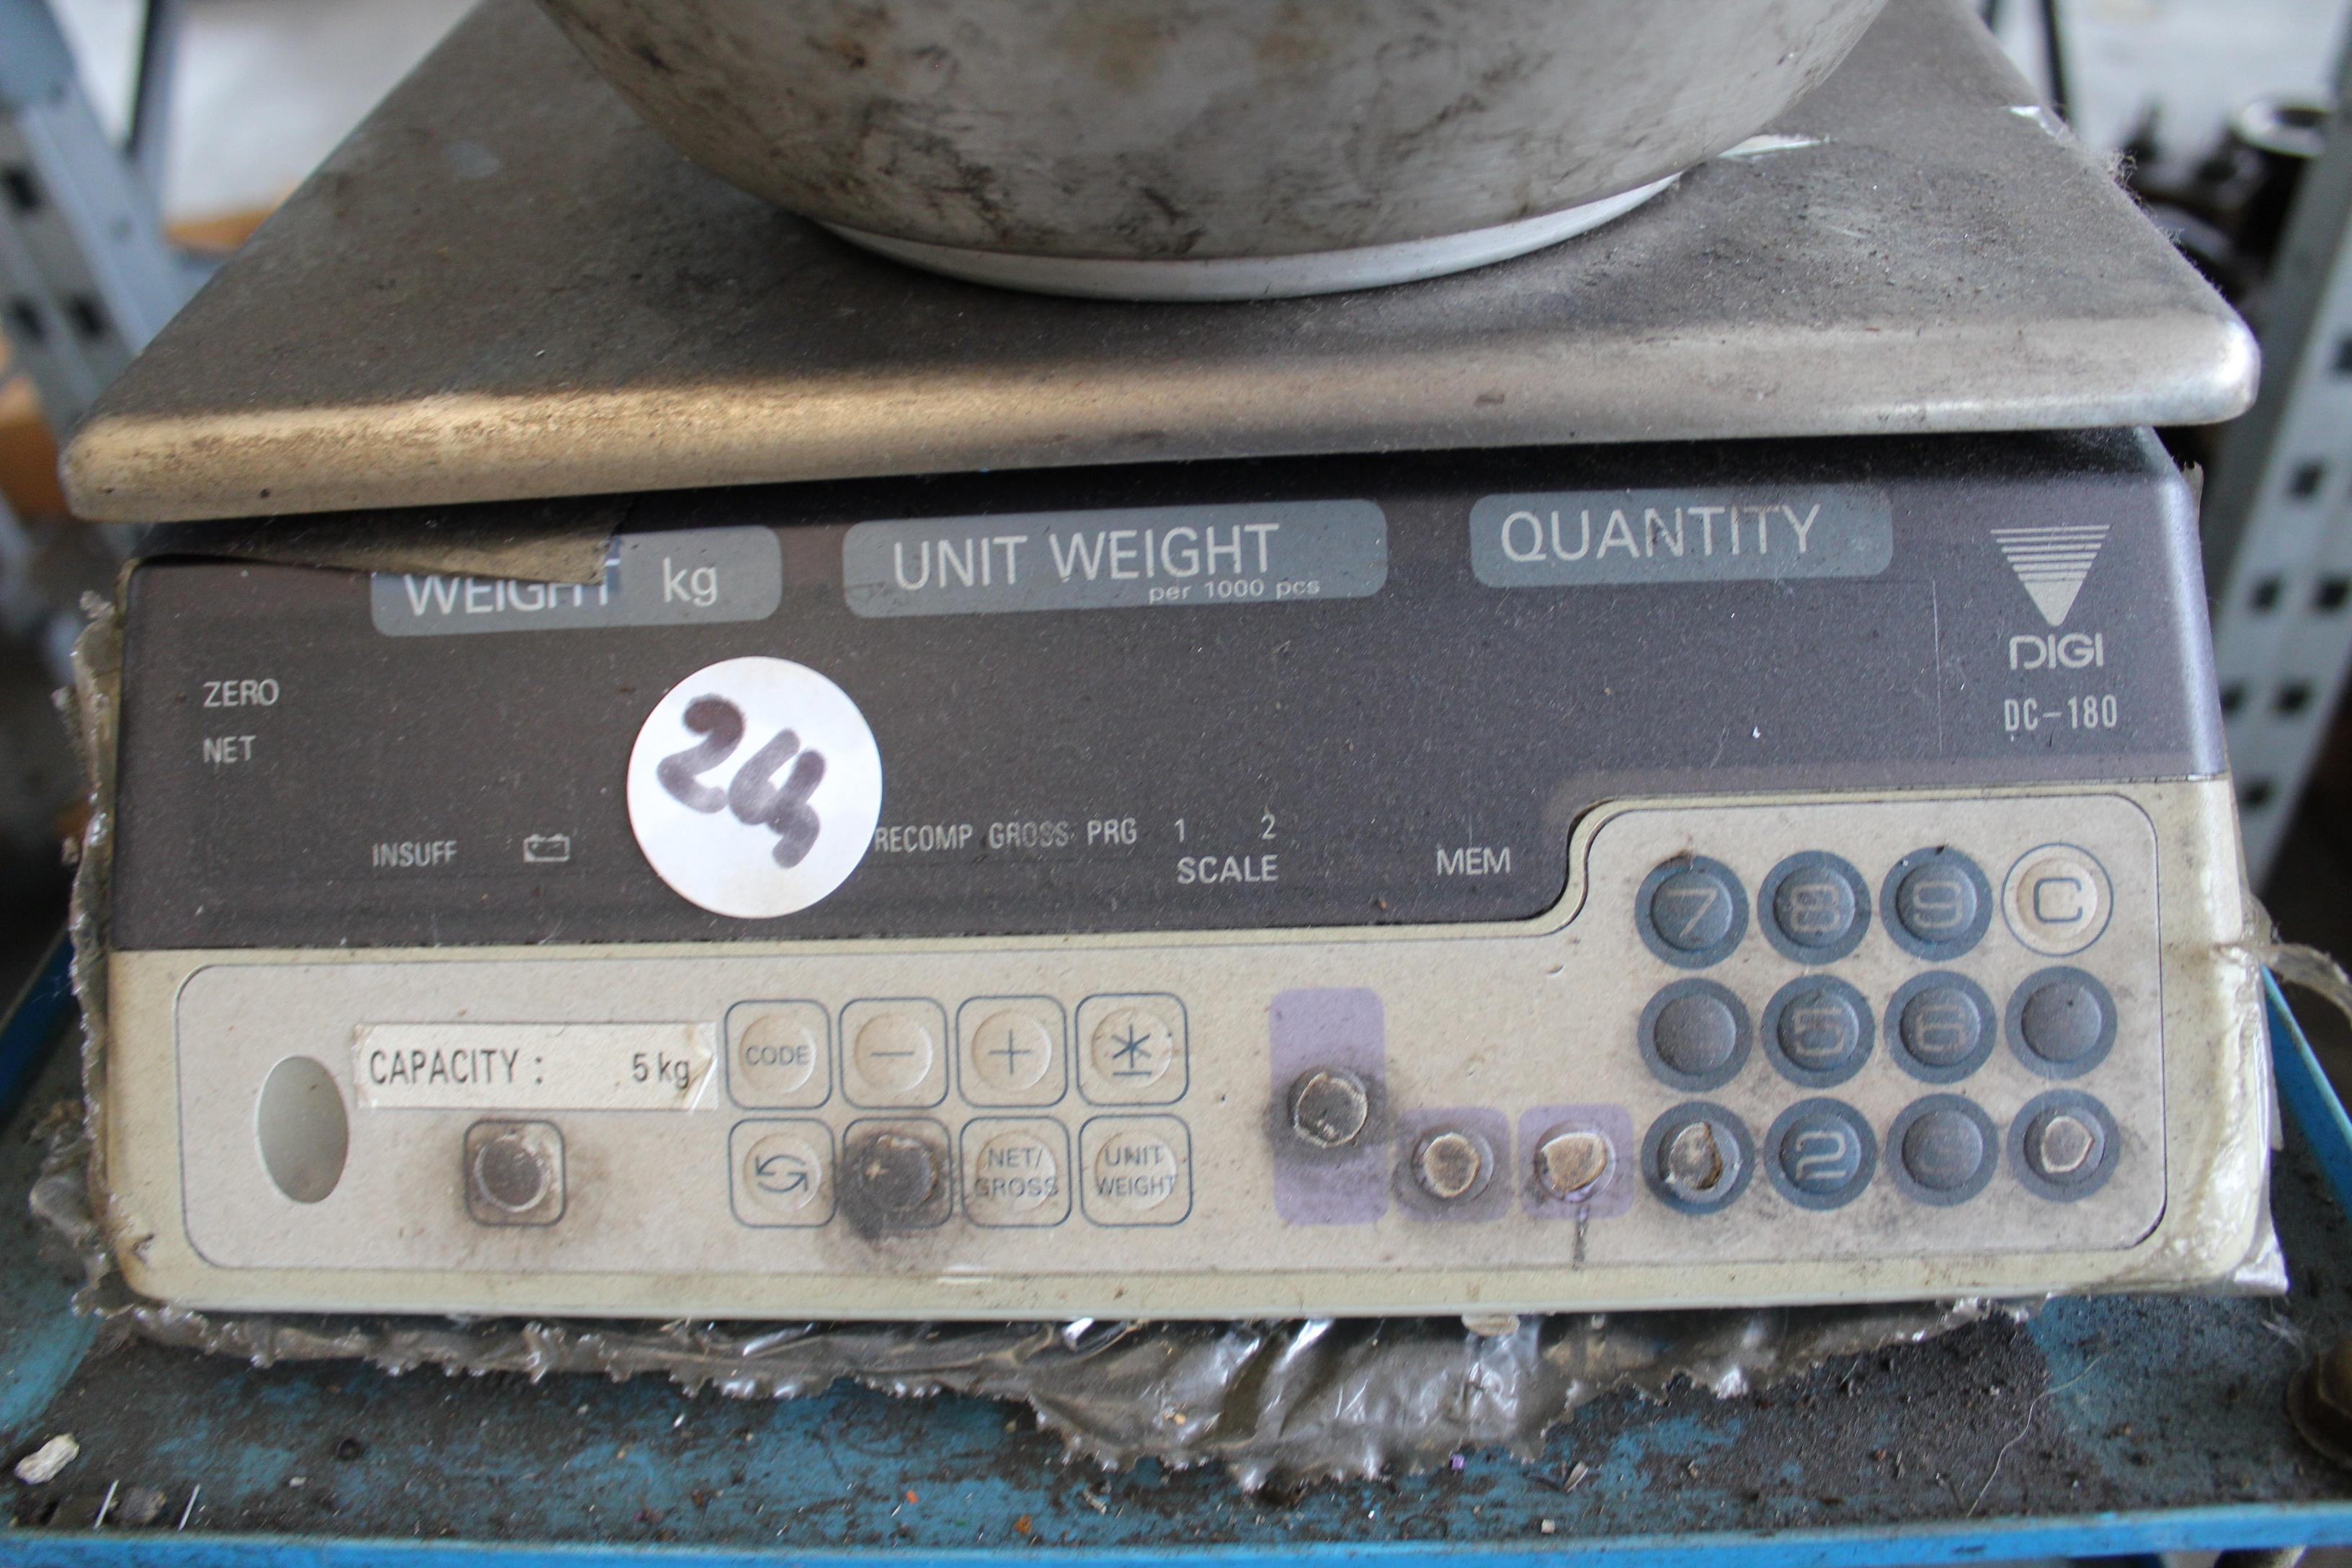 WEIGHT kg
UNIT WEIGHT
per 1000 pcs
QUANTITY
DIGI
DC-180
ZERO
NET
24
INSUFF
RECOMP GROSS PRG 1 2
SCALE
MEM
7 8 9 C
CAPACITY : 5 kg
CODE - + *
5 6
NET/
GROSS
UNIT
WEIGHT
2